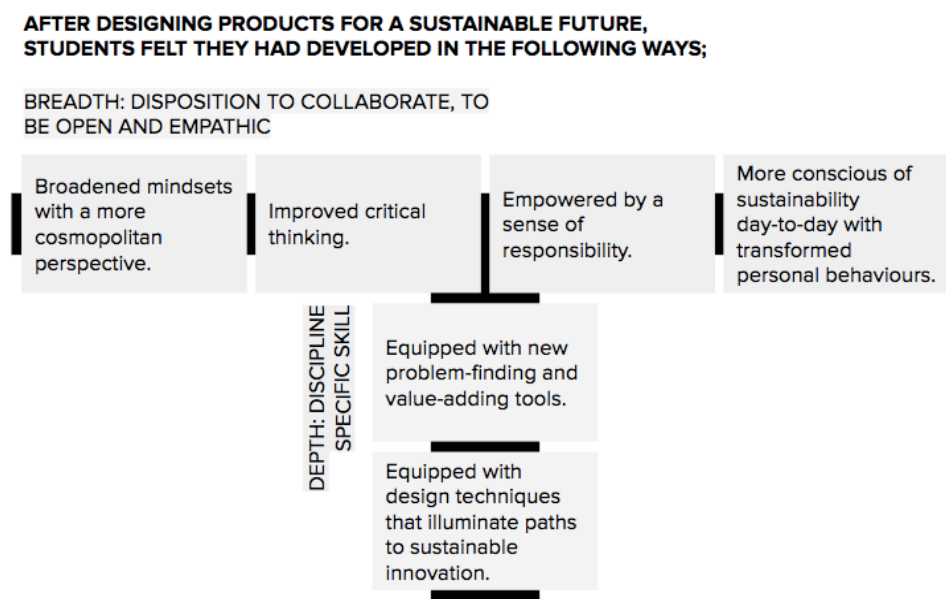 AFTER DESIGNING PRODUCTS FOR A SUSTAINABLE FUTURE,
STUDENTS FELT THEY HAD DEVELOPED IN THE FOLLOWING WAYS;
BREADTH: DISPOSITION TO COLLABORATE, TO
BE OPEN AND EMPATHIC
Broadened mindsets
with a more
cosmopolitan
perspective.
Improved critical
thinking.
Empowered by a
sense of
responsibility.
More conscious of
sustainability
day-to-day with
transformed
personal behaviours.
DEPTH: DISCIPLINE
SPECIFIC SKILL
Equipped with new
problem-finding and
value-adding tools.
Equipped with
design techniques
that illuminate paths
to sustainable
innovation.